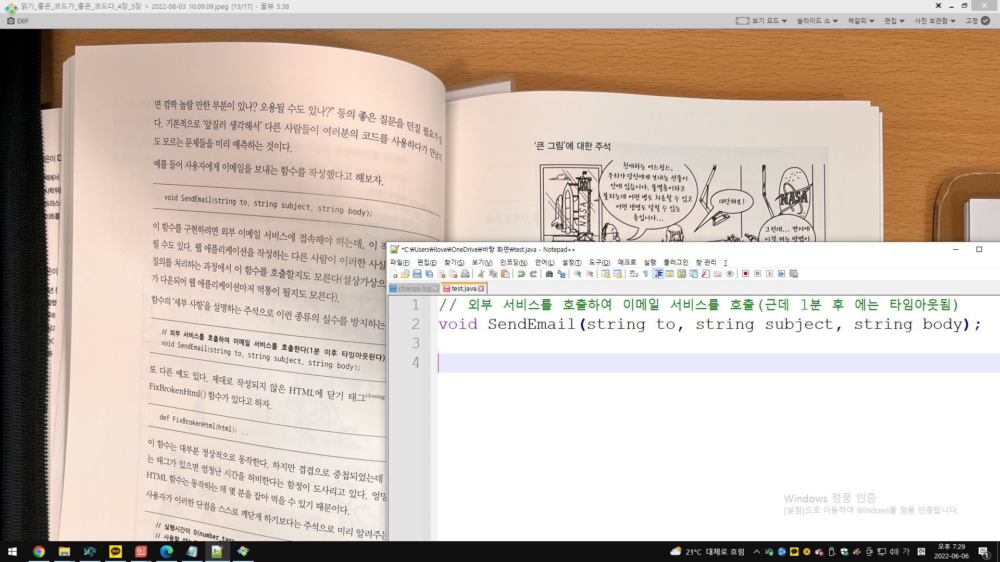 읽기_좋은_코드가_좋은_코드다_4장_5장 > 2022-06-03 10.09.09.jpeg [13/17] - 꿀뷰 5.38
EXIF
보기 모드 슬라이드 쇼 책갈피 편집 사진 보관함 고정
면 깜짝 놀랄 만한 부분이 있나? 오용될 수도 있나?” 등의 좋은 질문을 던질 필요가 있
다. 기본적으로 ‘앞질러 생각해서’ 다른 사람들이 여러분의 코드를 사용하다가 만날지
도 모르는 문제들을 미리 예측하는 것이다.
예를 들어 사용자에게 이메일을 보내는 함수를 작성했다고 해보자.
void SendEmail(string to, string subject, string body);
이 함수를 구현하려면 외부 이메일 서비스에 접속해야 하는데, 이 작
릴 수도 있다. 웹 애플리케이션을 작성하는 다른 사람이 이러한 사실
질의를 처리하는 과정에서 이 함수를 호출할지도 모른다(설상가상으
가 다운되어 웹 애플리케이션마저 먹통이 될지도 모른다).
함수의 ‘세부 사항’을 설명하는 주석으로 이런 종류의 실수를 방지하는
// 외부 서비스를 호출하여 이메일 서비스를 호출한다(1분 이후 타임아웃된다)
void SendEmail(string to, string subject, string body);
또 다른 예도 있다. 제대로 작성되지 않은 HTML에 닫기 태그closing
FixBrokenHtml() 함수가 있다고 하자.
def FixBrokenHtml(html): ...
이 함수는 대부분 정상적으로 동작한다. 하지만 겹겹으로 중첩되었는데
는 태그가 있으면 엄청난 시간을 허비한다는 함정이 도사리고 있다. 엉망
HTML 함수는 동작하는 데 몇 분을 잡아 먹을 수 있기 때문이다.
사용자가 이러한 단점을 스스로 깨닫게 하기보다는 주석으로 미리 알려주는
// 실행시간이 O(number_tags
‘큰 그림’에 대한 주석
친애하는 어스링스,
우리가 당신에게 보내는 선물이
안에 있습니다. 불멸총이라고
불리는데 어떤 병도 치료할 수 있고
어떤 생명도 살릴 수 있는
총입니다...
NASA
대단해요!
NASA
그런데... 편지에
이걸 켜는 방법이
*C:\Users\ilove\OneDrive\바탕 화면\test.java - Notepad++
파일(F) 편집(E) 찾기(S) 보기(V) 인코딩(N) 언어(L) 설정(T) 도구(O) 매크로 실행 플러그인 창 관리 ?
change.log test.java
1 // 외부 서비스를 호출하여 이메일 서비스를 호출(근데 1분 후 에는 타임아웃됨)
2 void SendEmail(string to, string subject, string body);
3
4
Windows 정품 인증
[설정]으로 이동하여 Windows를 정품 인증합니다.
TALK
21°C 대체로 흐림
가 한
오후 7:29
2022-06-06
1